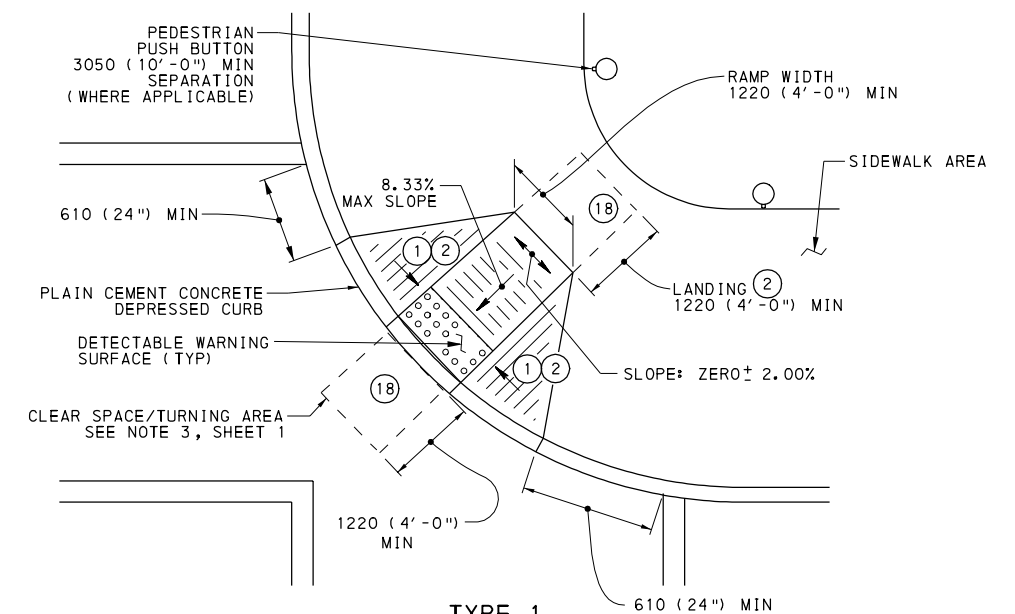 PEDESTRIAN
PUSH BUTTON
3050 (10'-0") MIN
SEPARATION
(WHERE APPLICABLE)
RAMP WIDTH
1220 (4'-0") MIN
SIDEWALK AREA
8.33%
MAX SLOPE
18
610 (24") MIN
1 2
LANDING 2
1220 (4'-0") MIN
PLAIN CEMENT CONCRETE
DEPRESSED CURB
DETECTABLE WARNING
SURFACE (TYP)
1 2
SLOPE: ZERO± 2.00%
18
CLEAR SPACE/TURNING AREA
SEE NOTE 3, SHEET 1
1220 (4'-0")
MIN
610 (24") MIN
TYPE 1